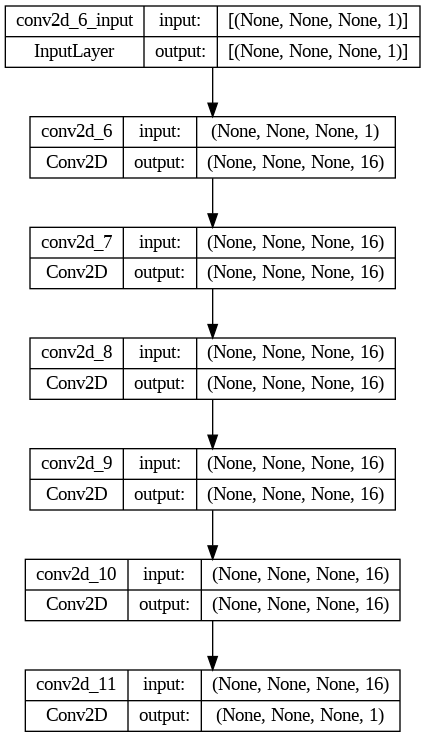 conv2d_6_input input: [(None, None, None, 1)]
InputLayer output: [(None, None, None, 1)]
conv2d_6 input: (None, None, None, 1)
Conv2D output: (None, None, None, 16)
conv2d_7 input: (None, None, None, 16)
Conv2D output: (None, None, None, 16)
conv2d_8 input: (None, None, None, 16)
Conv2D output: (None, None, None, 16)
conv2d_9 input: (None, None, None, 16)
Conv2D output: (None, None, None, 16)
conv2d_10 input: (None, None, None, 16)
Conv2D output: (None, None, None, 16)
conv2d_11 input: (None, None, None, 16)
Conv2D output: (None, None, None, 1)